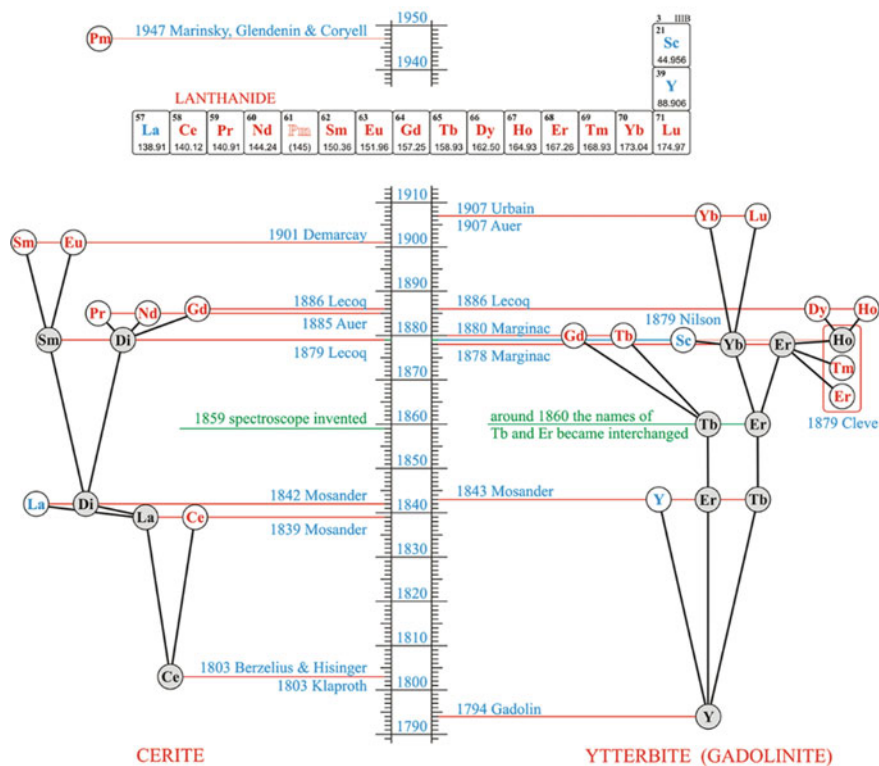 1950
1947 Marinsky, Glendenin & Coryell
Pm
1940
3 IIIB
21
Sc
44.956
39
Y
88.906
LANTHANIDE
57 58 59 60 61 62 63 64 65 66 67 68 69 70 71
La Ce Pr Nd Pm Sm Eu Gd Tb Dy Ho Er Tm Yb Lu
138.91 140.12 140.91 144.24 (145) 150.36 151.96 157.25 158.93 162.50 164.93 167.26 168.93 173.04 174.97
1910
1907 Urbain
Yb Lu
1907 Auer
Sm Eu
1901 Demarcay
1900
1890
Pr Nd Gd
1886 Lecoq
1886 Lecoq
Dy Ho
1885 Auer
1880
1880 Marginac
1879 Nilson
Gd Tb Sc Yb Er Ho
Sm Di
1879 Lecoq
1878 Marginac
Tm
1870
Er
1879 Cleve
1859 spectroscope invented
1860
around 1860 the names of
Tb and Er became interchanged
Tb Er
1850
1842 Mosander
1843 Mosander
La Di
Y Er Tb
1840
La Ce
1839 Mosander
1830
1820
1810
1803 Berzelius & Hisinger
Ce
1803 Klaproth
1800
1794 Gadolin
Y
1790
CERITE
YTTERBITE (GADOLINITE)